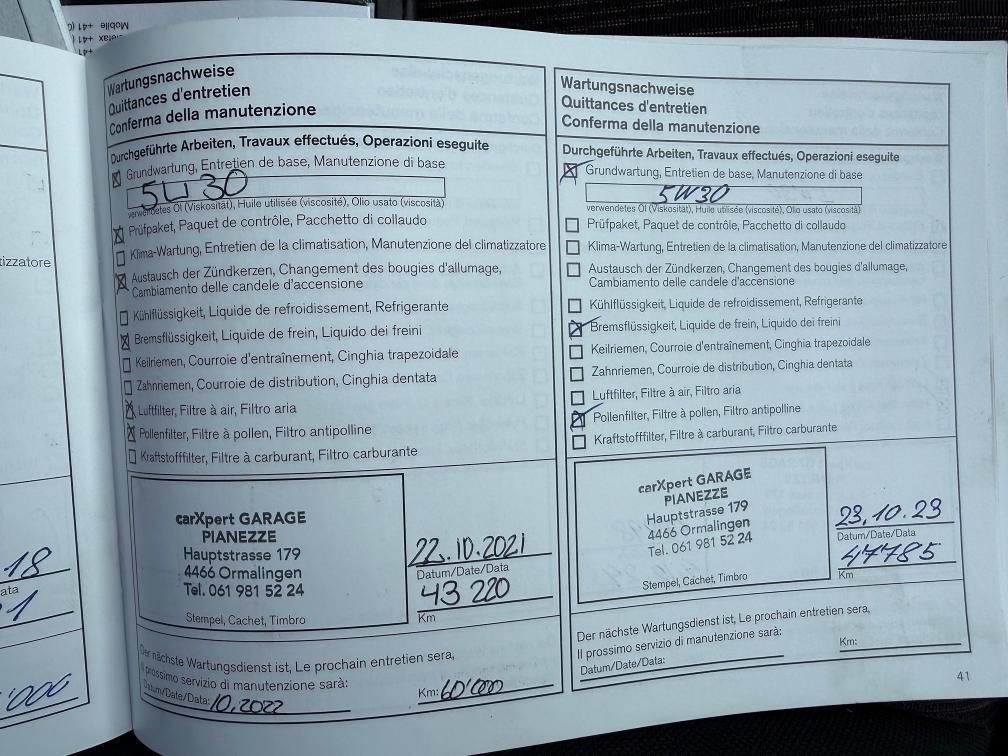 Mobile +41 (0)
Telefax +41 (
+41
tizzatore
18
ata
1
'000
Wartungsnachweise
Quittances d'entretien
Conferma della manutenzione
Durchgeführte Arbeiten, Travaux effectués, Operazioni eseguite
Grundwartung, Entretien de base, Manutenzione di base
5W30
verwendetes Öl (Viskosität), Huile utilisée (viscosité), Olio usato (viscosità)
Prüfpaket, Paquet de contrôle, Pacchetto di collaudo
Klima-Wartung, Entretien de la climatisation, Manutenzione del climatizzatore
Austausch der Zündkerzen, Changement des bougies d'allumage,
Cambiamento delle candele d'accensione
Kühlflüssigkeit, Liquide de refroidissement, Refrigerante
Bremsflüssigkeit, Liquide de frein, Liquido dei freini
Keilriemen, Courroie d'entraînement, Cinghia trapezoidale
Zahnriemen, Courroie de distribution, Cinghia dentata
Luftfilter, Filtre à air, Filtro aria
Pollenfilter, Filtre à pollen, Filtro antipolline
Kraftstofffilter, Filtre à carburant, Filtro carburante
carXpert GARAGE
PIANEZZE
Hauptstrasse 179
4466 Ormalingen
Tel. 061 981 52 24
Stempel, Cachet, Timbro
22.10.2021
Datum/Date/Data
43 220
Km
Der nächste Wartungsdienst ist, Le prochain entretien sera,
Il prossimo servizio di manutenzione sarà:
Datum/Date/Data: 10.2022
Km: 60'000
Wartungsnachweise
Quittances d'entretien
Conferma della manutenzione
Durchgeführte Arbeiten, Travaux effectués, Operazioni eseguite
Grundwartung, Entretien de base, Manutenzione di base
5W30
verwendetes Öl (Viskosität), Huile utilisée (viscosité), Olio usato (viscosità)
Prüfpaket, Paquet de contrôle, Pacchetto di collaudo
Klima-Wartung, Entretien de la climatisation, Manutenzione del climatizzatore
Austausch der Zündkerzen, Changement des bougies d'allumage,
Cambiamento delle candele d'accensione
Kühlflüssigkeit, Liquide de refroidissement, Refrigerante
Bremsflüssigkeit, Liquide de frein, Liquido dei freini
Keilriemen, Courroie d'entraînement, Cinghia trapezoidale
Zahnriemen, Courroie de distribution, Cinghia dentata
Luftfilter, Filtre à air, Filtro aria
Pollenfilter, Filtre à pollen, Filtro antipolline
Kraftstofffilter, Filtre à carburant, Filtro carburante
carXpert GARAGE
PIANEZZE
Hauptstrasse 179
4466 Ormalingen
Tel. 061 981 52 24
Stempel, Cachet, Timbro
23.10.23
Datum/Date/Data
47785
Km
Der nächste Wartungsdienst ist, Le prochain entretien sera,
Il prossimo servizio di manutenzione sarà:
Datum/Date/Data:
Km:
41